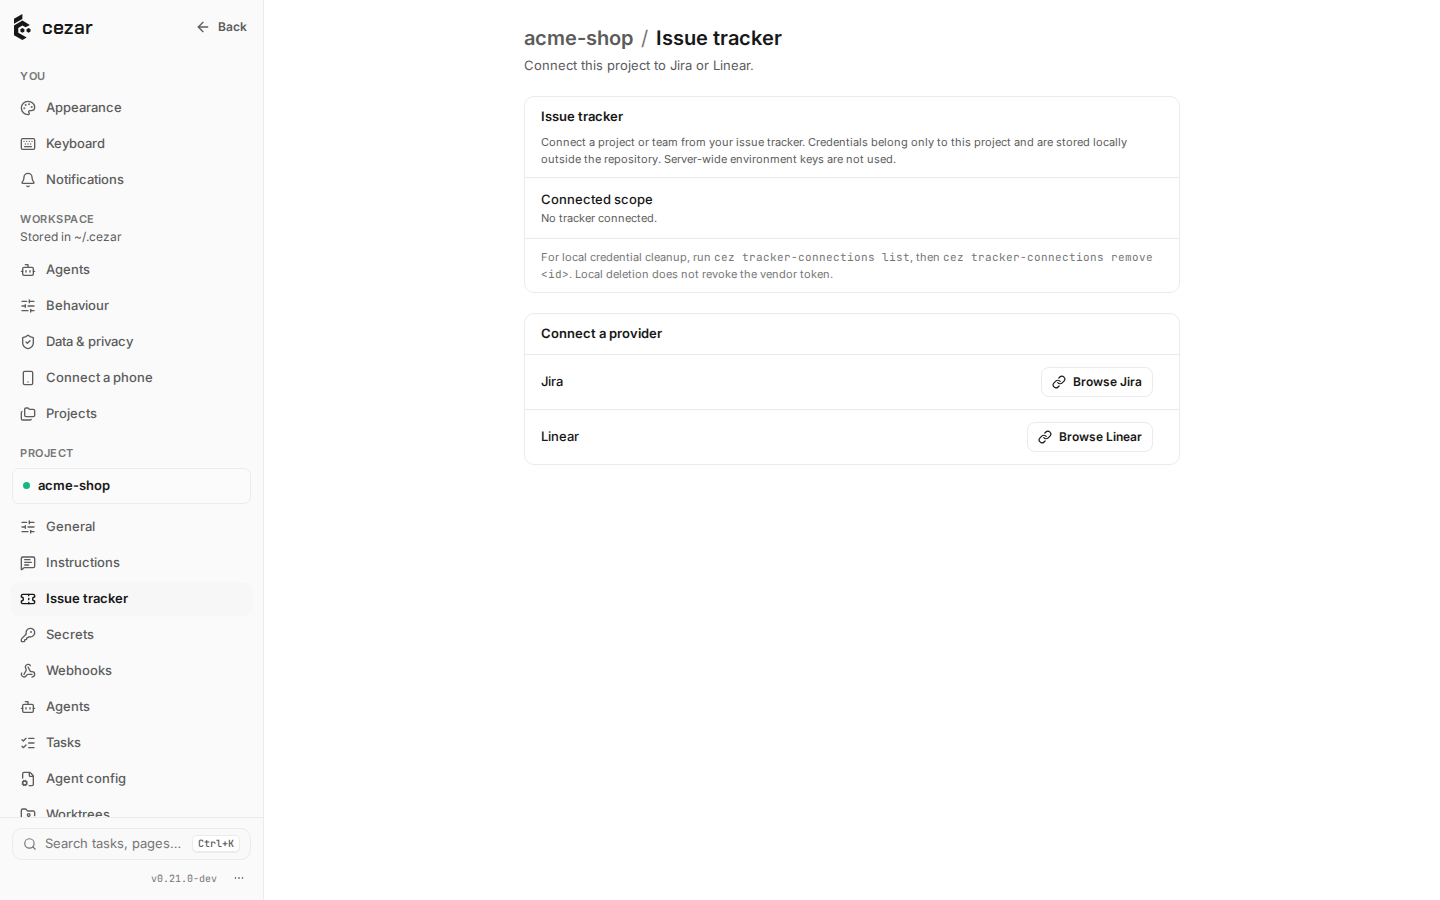 cezar
Back
YOU
Appearance
Keyboard
Notifications
WORKSPACE
Stored in ~/.cezar
Agents
Behaviour
Data & privacy
Connect a phone
Projects
PROJECT
acme-shop
General
Instructions
Issue tracker
Secrets
Webhooks
Agents
Tasks
Agent config
Worktrees
Search tasks, pages... Ctrl+K
v0.21.0-dev ...
acme-shop / Issue tracker
Connect this project to Jira or Linear.
Issue tracker
Connect a project or team from your issue tracker. Credentials belong only to this project and are stored locally
outside the repository. Server-wide environment keys are not used.
Connected scope
No tracker connected.
For local credential cleanup, run cez tracker-connections list, then cez tracker-connections remove
<id>. Local deletion does not revoke the vendor token.
Connect a provider
Jira
Browse Jira
Linear
Browse Linear